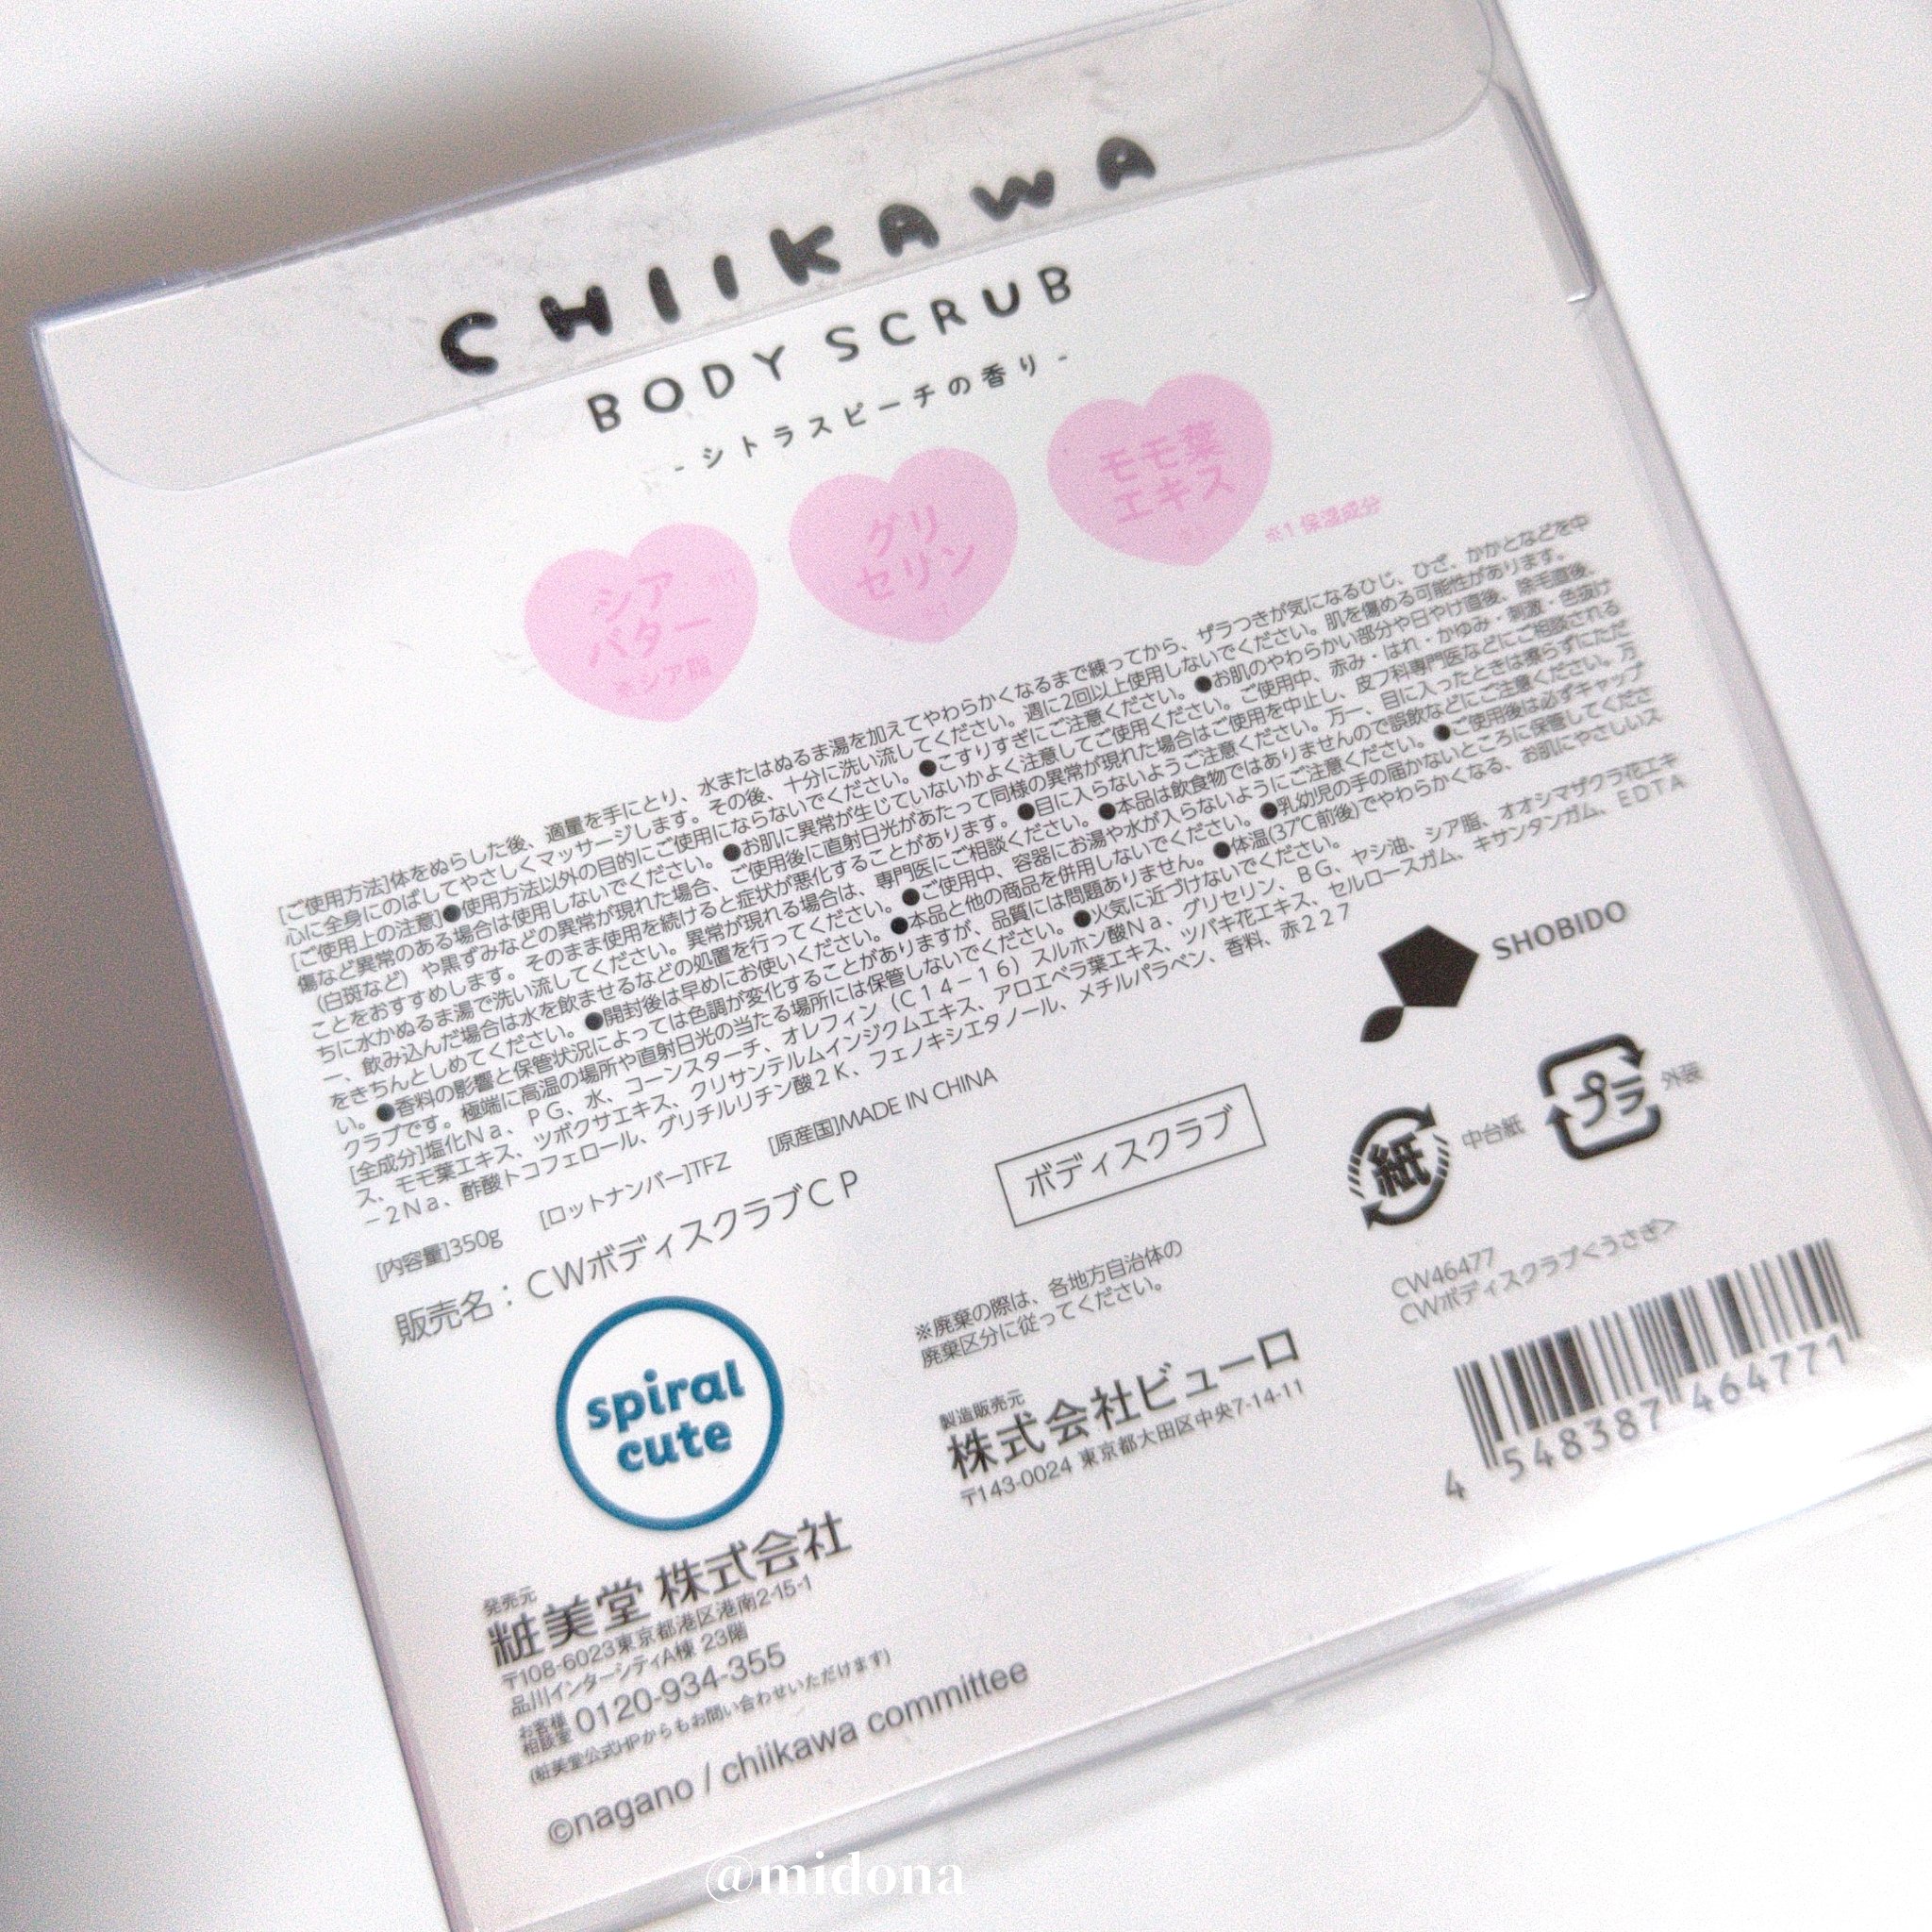 CHIIKAWA
BODY SCRUB
-シトラスピーチの香り-
シア
バター ※1
※シア脂
グリ
セリン
※1
モモ葉
エキス
※1
※1 保湿成分
[ご使用方法]体をぬらした後、適量を手にとり、水またはぬるま湯を加えてやわらかくなるまで練ってから、ザラつきが気になるひじ、ひざ、かかとなどを中
心に全身にのばしてやさしくマッサージします。その後、十分に洗い流してください。週に2回以上使用しないでください。肌を傷める可能性があります。
[ご使用上の注意]●使用方法以外の目的にご使用にならないでください。●こすりすぎにご注意ください。●お肌のやわらかい部分や日やけ直後、除毛直後、
傷など異常のある場合は使用しないでください。●お肌に異常が生じていないかよく注意してご使用ください。ご使用中、赤み・はれ・かゆみ・刺激・色抜け
（白斑など）や黒ずみなどの異常が現れた場合、ご使用後に直射日光があたって同様の異常が現れた場合はご使用を中止し、皮フ科専門医などにご相談される
ことをおすすめします。そのまま使用を続けると症状が悪化することがあります。●目に入らないようご注意ください。万一、目に入ったときは擦らずにただ
ちに水かぬるま湯で洗い流してください。異常が現れる場合は、専門医にご相談ください。●本品は飲食物ではありませんので誤飲などにご注意ください。万
一、飲み込んだ場合は水を飲ませるなどの処置を行ってください。●ご使用中、容器にお湯や水が入らないようにご注意ください。●ご使用後は必ずキャップ
をきちんとしめてください。●開封後は早めにお使いください。●本品と他の商品を併用しないでください。●乳幼児の手の届かないところに保管してくださ
い。●香料の影響と保管状況によっては色調が変化することがありますが、品質には問題ありません。●体温(37℃前後)でやわらかくなる、お肌にやさしいス
クラブです。極端に高温の場所や直射日光の当たる場所には保管しないでください。●火気に近づけないでください。
[全成分]塩化Ｎａ、ＰＧ、水、コーンスターチ、オレフィン（Ｃ１４－１６）スルホン酸Ｎａ、グリセリン、ＢＧ、ヤシ油、シア脂、オオシマザクラ花エキ
ス、モモ葉エキス、ツボクサエキス、クリサンテルムインジクムエキス、アロエベラ葉エキス、ツバキ花エキス、セルロースガム、キサンタンガム、ＥＤＴＡ
－２Ｎａ、酢酸トコフェロール、グリチルリチン酸２Ｋ、フェノキシエタノール、メチルパラベン、香料、赤２２７
[内容量]350g [ロットナンバー]TFZ [原産国]MADE IN CHINA
販売名：ＣＷボディスクラブＣＰ
ボディスクラブ
SHOBIDO
紙
中台紙
プラ
外装
※廃棄の際は、各地方自治体の
廃棄区分に従ってください。
CW46477
CWボディスクラブ<うさぎ>
4 548387 464771
spiral
cute
製造販売元
株式会社ビューロ
〒143-0024 東京都大田区中央7-14-11
発売元
粧美堂 株式会社
〒108-6023東京都港区港南2-15-1
品川インターシティA棟 23階
お客様
相談室 0120-934-355
(粧美堂公式HPからもお問い合わせいただけます)
©nagano / chiikawa committee
@midona